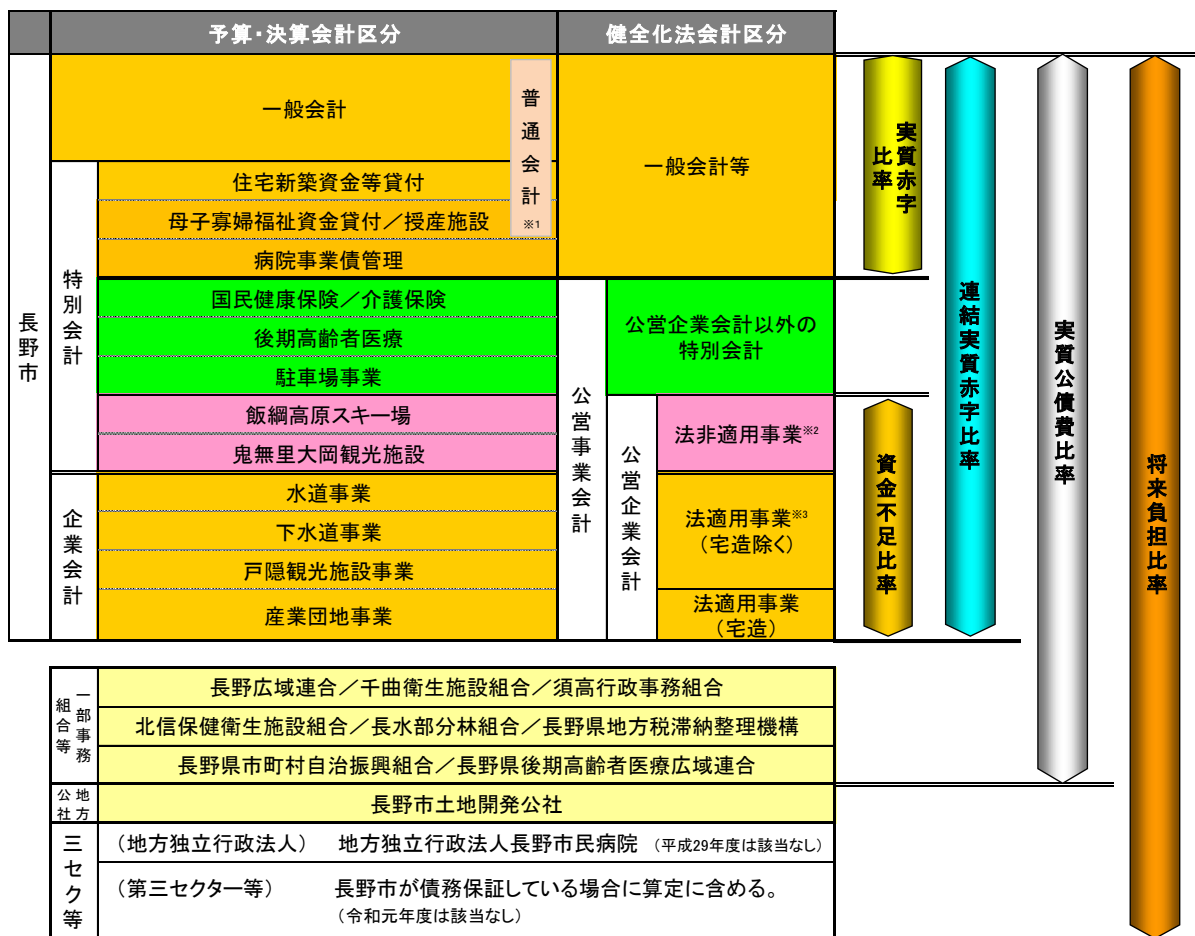 予算・決算会計区分
健全化法会計区分
長野市
一般会計
普通会計
※1
一般会計等
特別会計
住宅新築資金等貸付
母子寡婦福祉資金貸付／授産施設
病院事業債管理
国民健康保険／介護保険
後期高齢者医療
駐車場事業
飯綱高原スキー場
鬼無里大岡観光施設
公営事業会計
公営企業会計以外の
特別会計
公営企業会計
法非適用事業※2
企業会計
水道事業
下水道事業
戸隠観光施設事業
産業団地事業
法適用事業※3
(宅造除く)
法適用事業
(宅造)
実質赤字
比率
資金不足比率
連結実質赤字比率
実質公債費比率
将来負担比率
一部事務
組合等
長野広域連合／千曲衛生施設組合／須高行政事務組合
北信保健衛生施設組合／長水部分林組合／長野県地方税滞納整理機構
長野県市町村自治振興組合／長野県後期高齢者医療広域連合
地方
公社
長野市土地開発公社
三セク等
（地方独立行政法人） 地方独立行政法人長野市民病院 （平成29年度は該当なし）
（第三セクター等） 長野市が債務保証している場合に算定に含める。
（令和元年度は該当なし）